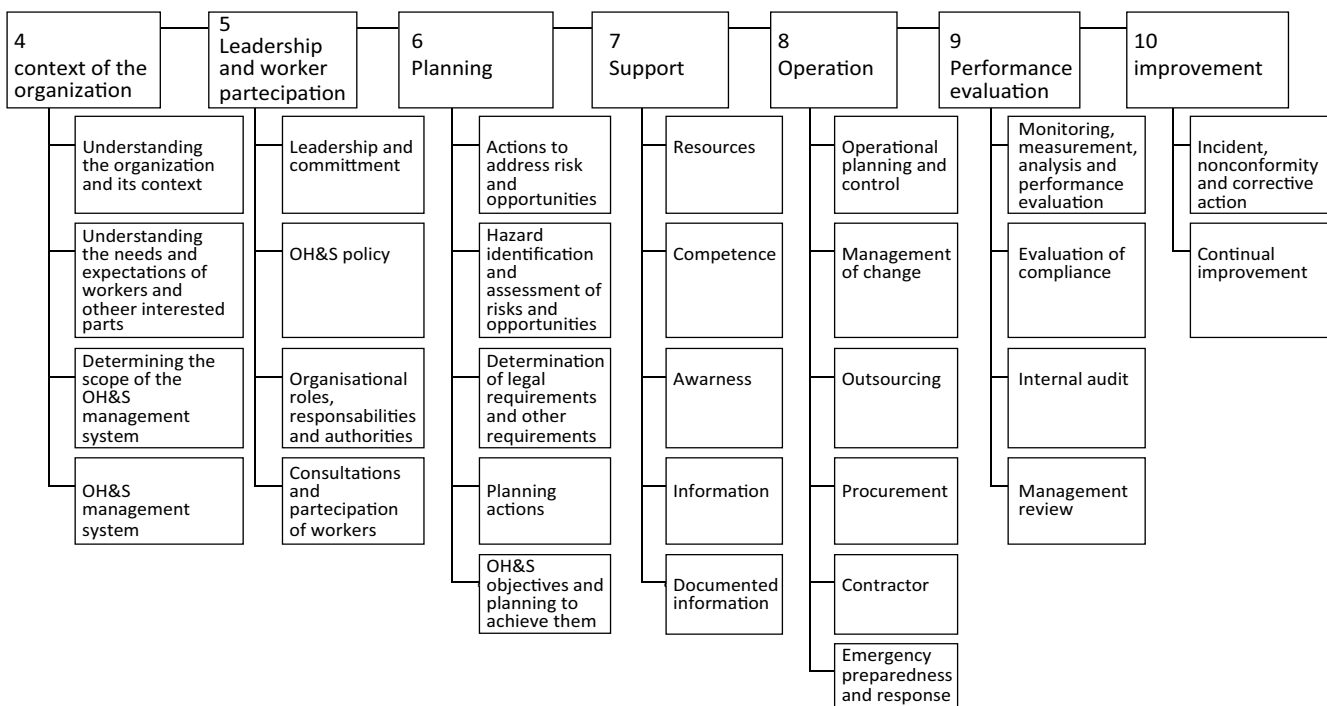 4
context of the
organization
5
Leadership
and worker
partecipation
6
Planning
7
Support
8
Operation
9
Performance
evaluation
10
improvement
Understanding
the organization
and its context
Understanding
the needs and
expectations of
workers and
otheer interested
parts
Determining the
scope of the
OH&S
management
system
OH&S
management
system
Leadership and
committment
OH&S policy
Organisational
roles,
responsabilities
and authorities
Consultations
and
partecipation
of workers
Actions to
address risk
and
opportunities
Hazard
identification
and
assessment of
risks and
opportunities
Determination
of legal
requirements
and other
requirements
Planning
actions
OH&S
objectives and
planning to
achieve them
Resources
Competence
Awarness
Information
Documented
information
Operational
planning and
control
Management
of change
Outsourcing
Procurement
Contractor
Emergency
preparedness
and response
Monitoring,
measurement,
analysis and
performance
evaluation
Evaluation of
compliance
Internal audit
Management
review
Incident,
nonconformity
and corrective
action
Continual
improvement